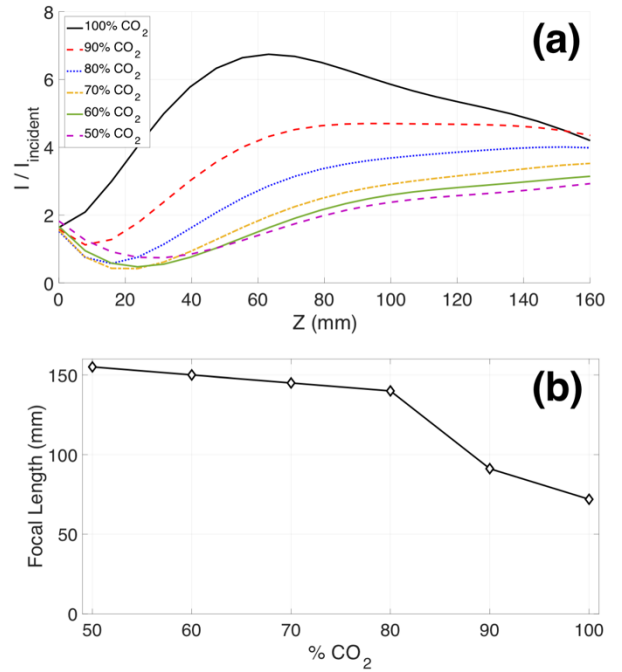 (a)
100% CO2
90% CO2
80% CO2
70% CO2
60% CO2
50% CO2
I / Iincident
8
6
4
2
0
0 20 40 60 80 100 120 140 160
Z (mm)
(b)
Focal Length (mm)
150
100
50
0
50 60 70 80 90 100
% CO2